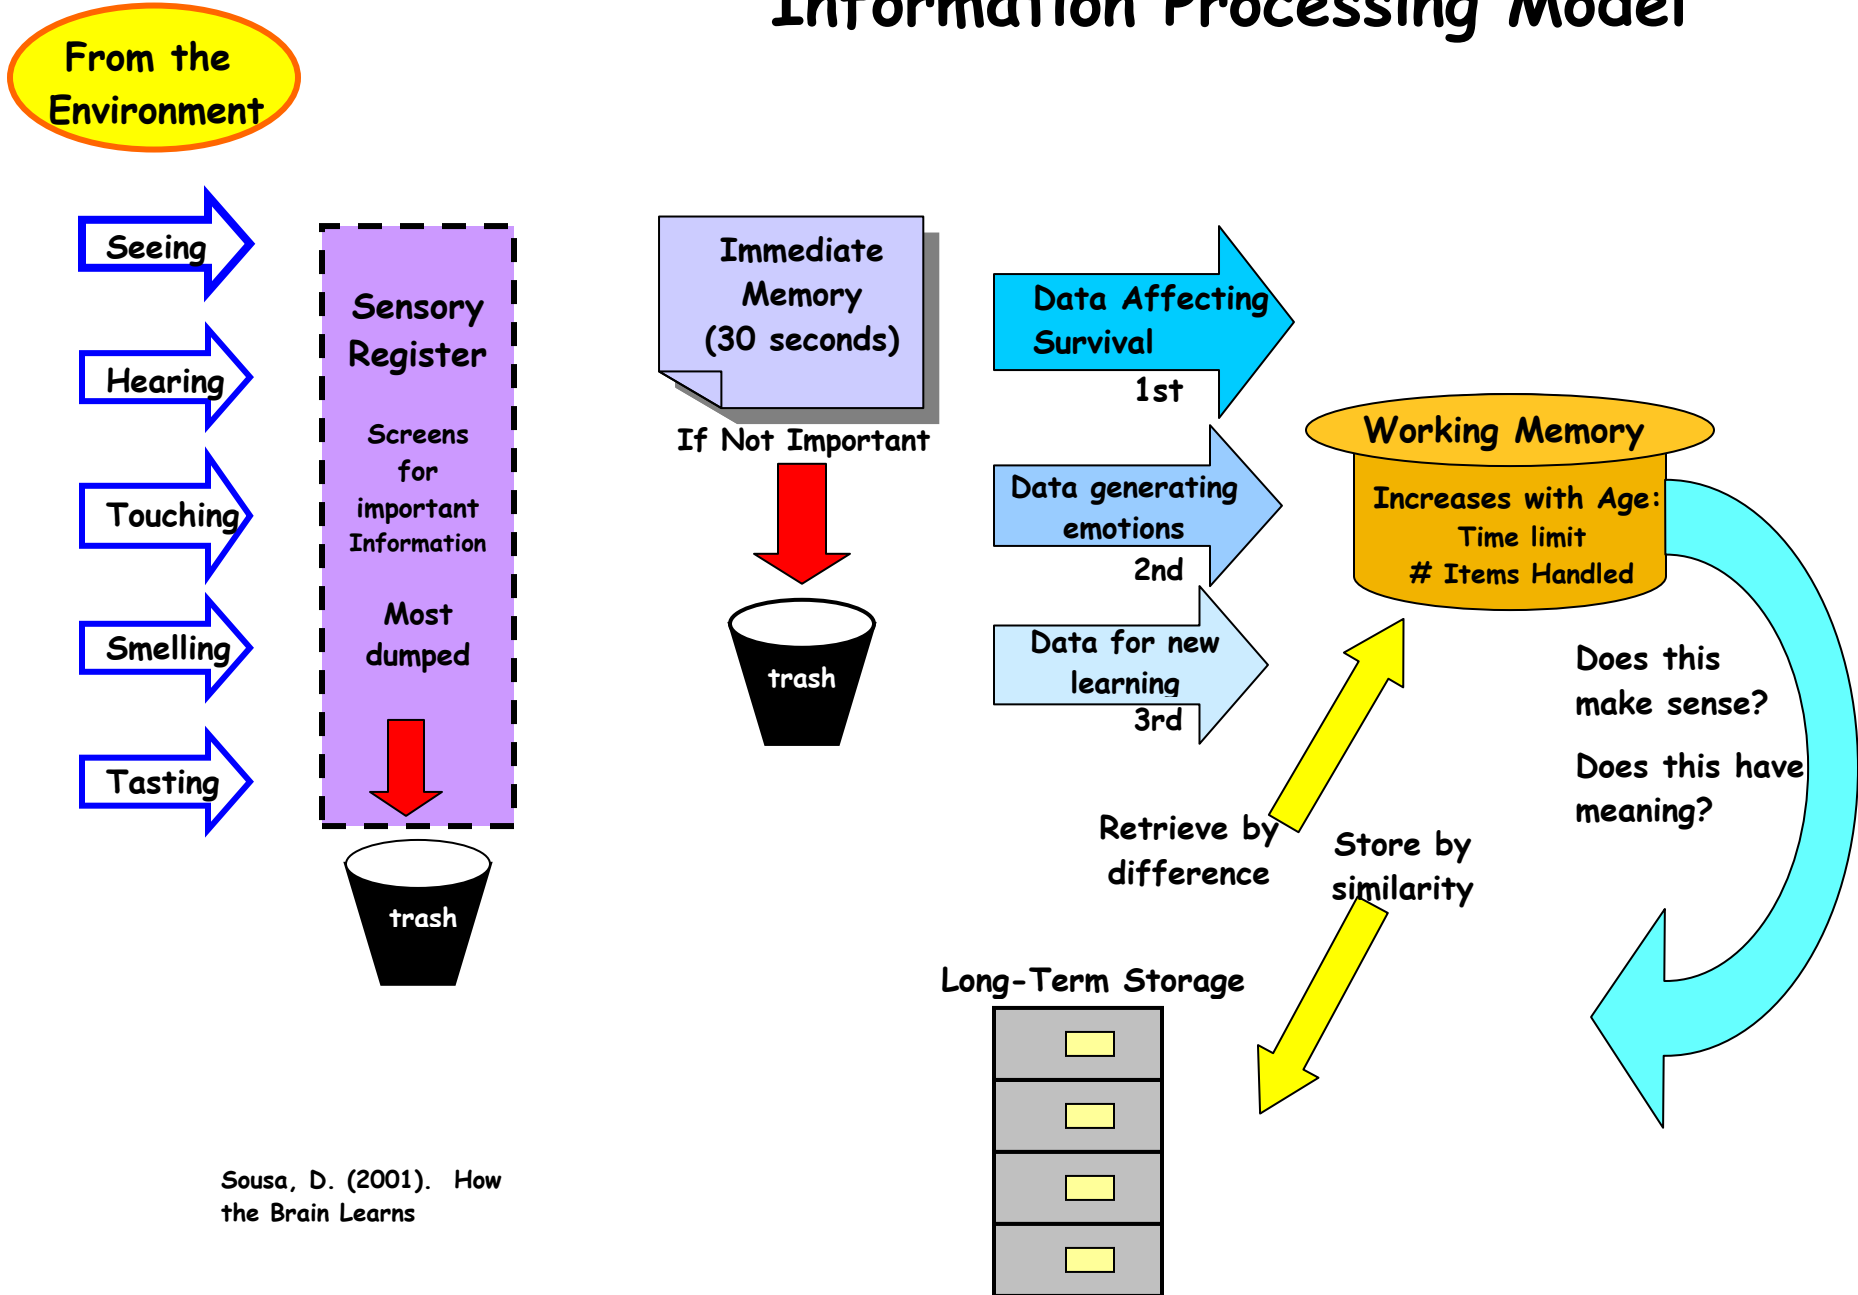 Information Processing Model
From the
Environment
Seeing
Hearing
Touching
Smelling
Tasting
Sensory
Register
Screens
for
important
Information
Most
dumped
trash
Immediate
Memory
(30 seconds)
If Not Important
trash
Data Affecting
Survival
1st
Data generating
emotions
2nd
Data for new
learning
3rd
Working Memory
Increases with Age:
Time limit
# Items Handled
Does this
make sense?
Does this have
meaning?
Retrieve by
difference
Store by
similarity
Long-Term Storage
Sousa, D. (2001).  How
the Brain Learns